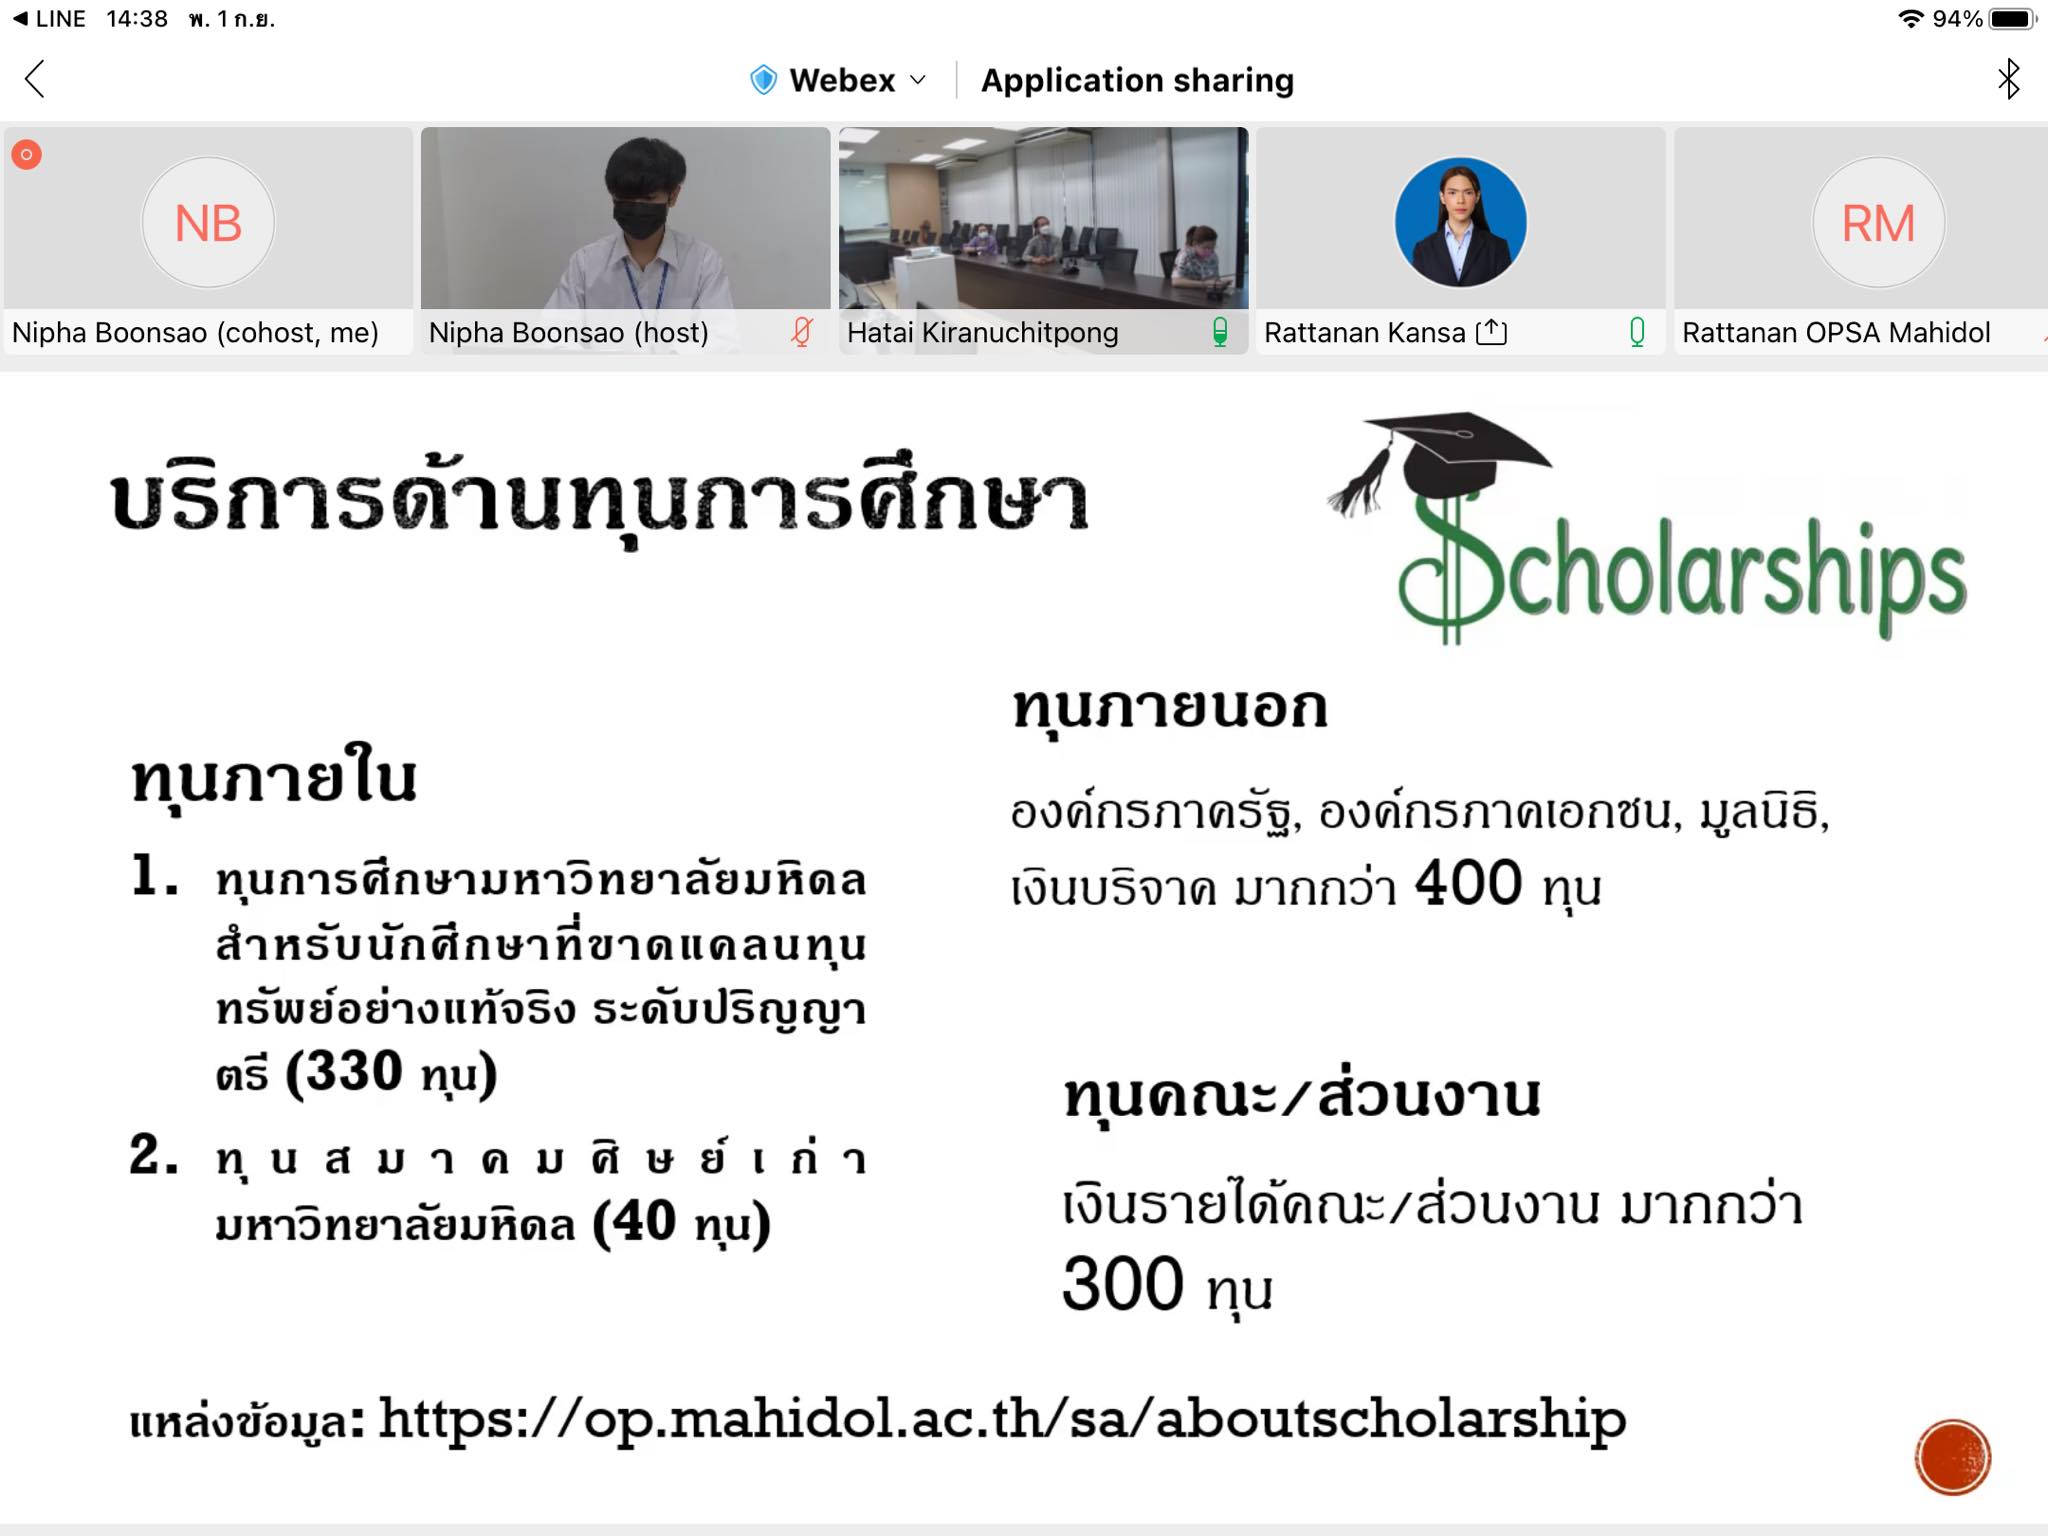 LINE 14:38 พ. 1 ก.ย. 94%
Webex Application sharing
NB
RM
Nipha Boonsao (cohost, me)
Nipha Boonsao (host)
Hatai Kiranuchitpong
Rattanan Kansa
Rattanan OPSA Mahidol
บริการด้านทุนการศึกษา
Scholarships
ทุนภายใน
1. ทุนการศึกษามหาวิทยาลัยมหิดล
สำหรับนักศึกษาที่ขาดแคลนทุน
ทรัพย์อย่างแท้จริง ระดับปริญญา
ตรี (330 ทุน)
2. ทุนสมาคมศิษย์เก่า
มหาวิทยาลัยมหิดล (40 ทุน)
ทุนภายนอก
องค์กรภาครัฐ, องค์กรภาคเอกชน, มูลนิธิ,
เงินบริจาค มากกว่า 400 ทุน
ทุนคณะ/ส่วนงาน
เงินรายได้คณะ/ส่วนงาน มากกว่า
300 ทุน
แหล่งข้อมูล: https://op.mahidol.ac.th/sa/aboutscholarship